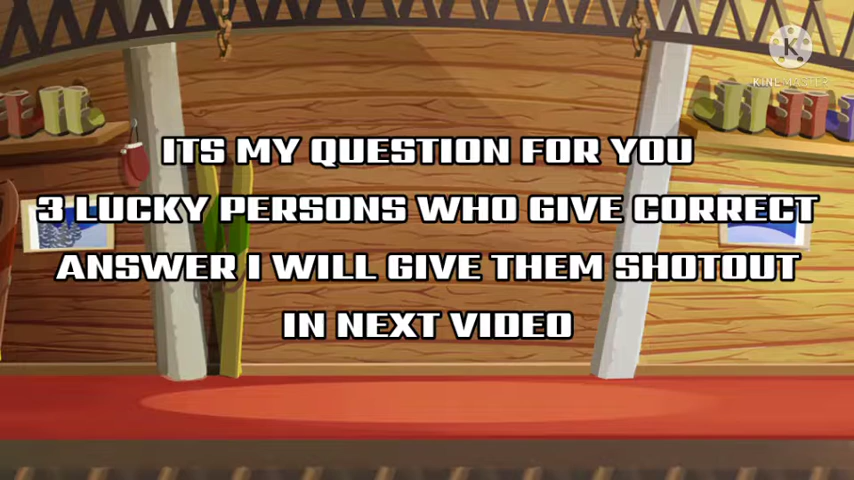 K
KINEMASTER
ITS MY QUESTION FOR YOU
3 LUCKY PERSONS WHO GIVE CORRECT
ANSWER I WILL GIVE THEM SHOTOUT
IN NEXT VIDEO